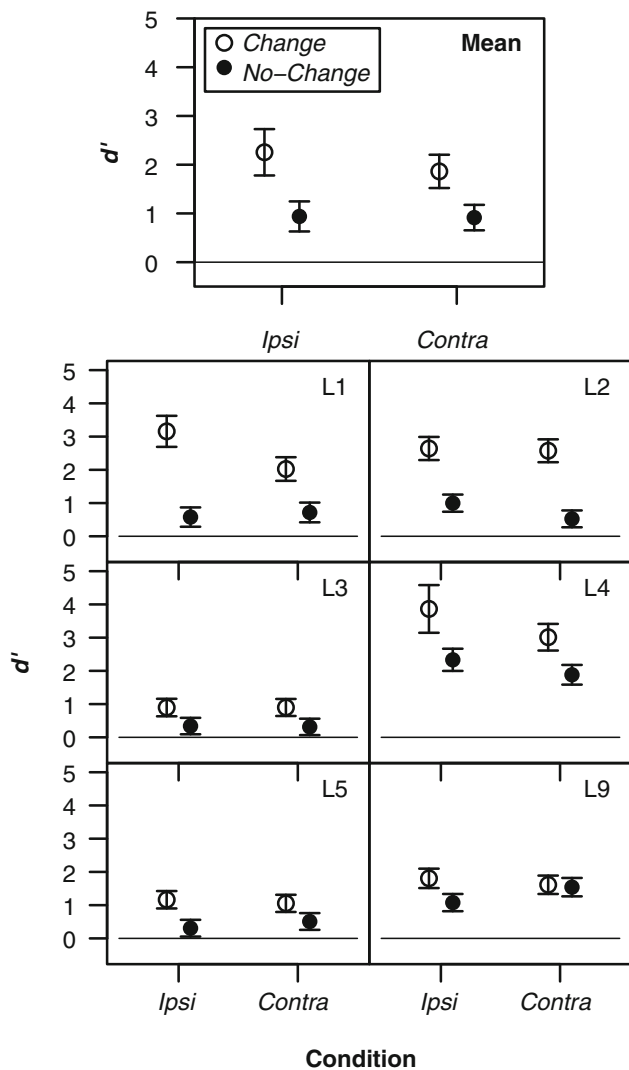 5
4
3
2
1
0
d'
Change
No–Change
Mean
Ipsi Contra
5
4
3
2
1
0
L1
L2
5
4
3
2
1
0
d'
L3
L4
5
4
3
2
1
0
L5
L9
Ipsi Contra Ipsi Contra
Condition